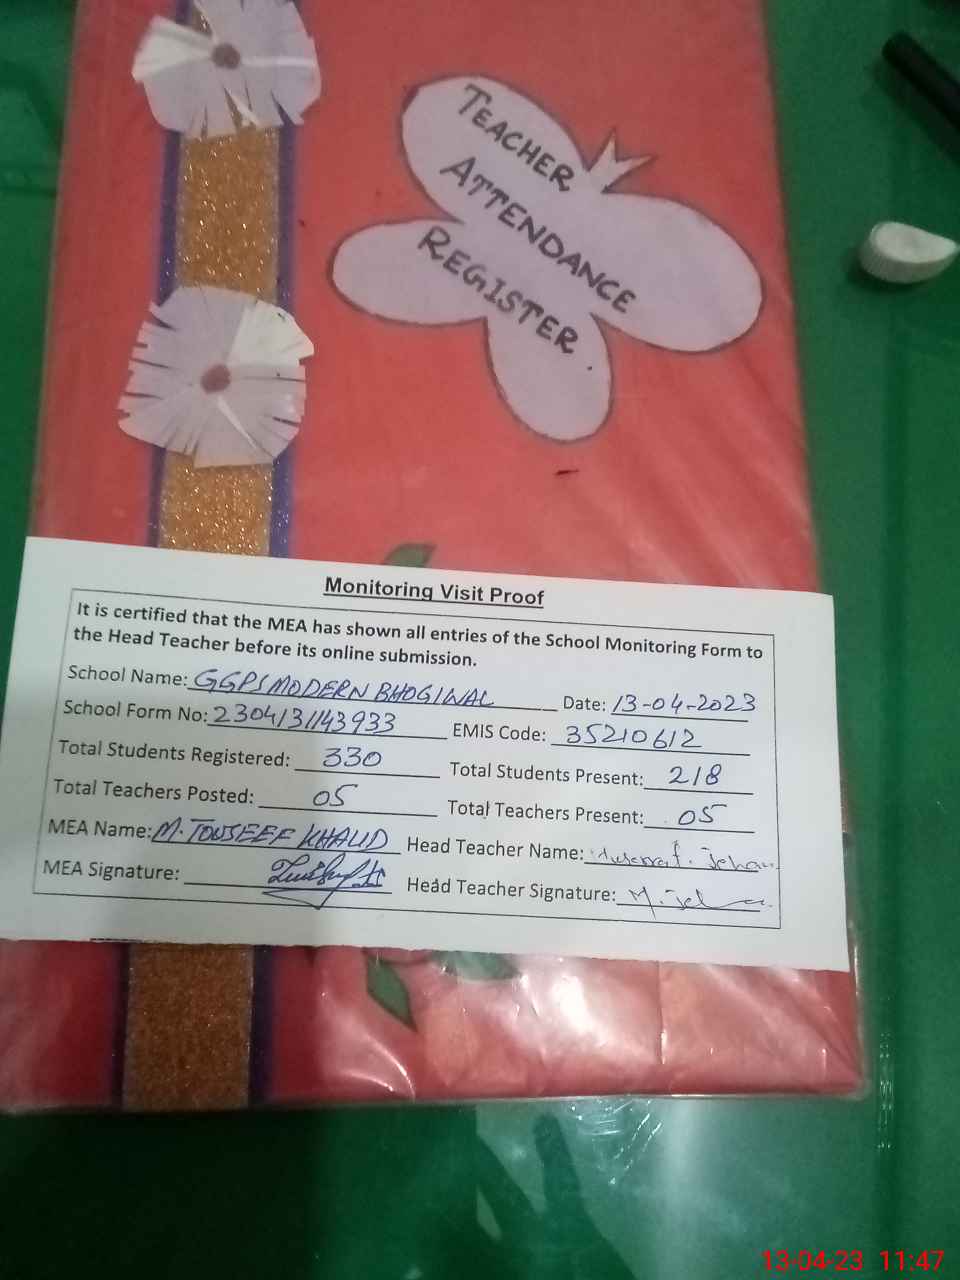 TEACHER
ATTENDANCE
REGISTER
Monitoring Visit Proof
It is certified that the MEA has shown all entries of the School Monitoring Form to
the Head Teacher before its online submission.
School Name: GGPS MODERN BHOGIWAL Date: 13-04-2023
School Form No: 2304131143933 EMIS Code: 35210612
Total Students Registered: 330 Total Students Present: 218
Total Teachers Posted: 05 Total Teachers Present: 05
MEA Name: M. TOUSEEF KHALID Head Teacher Name: Jehan
MEA Signature: Head Teacher Signature:
13-04-23 11:47